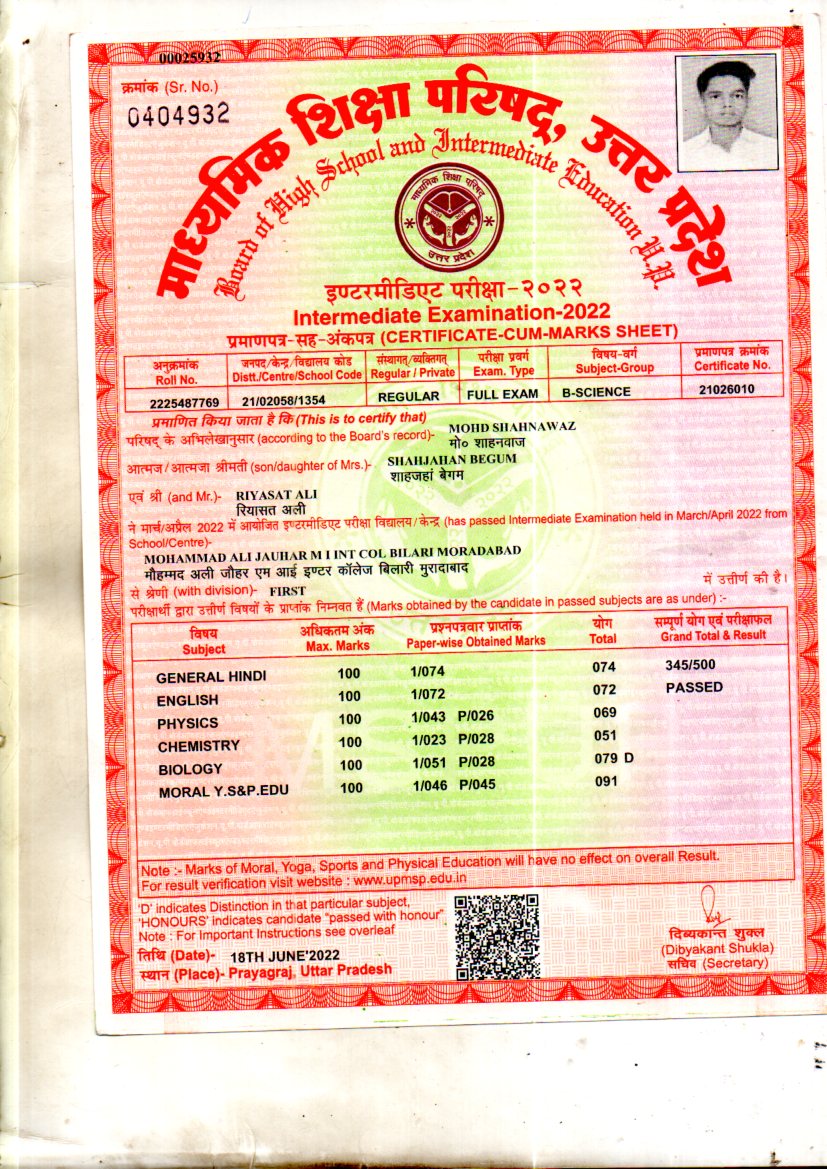 00025932
क्रमांक (Sr. No.)
0404932
माध्यमिक शिक्षा परिषद्, उत्तर प्रदेश
Board of High School and Intermediate Education U.P.
माध्यमिक शिक्षा परिषद्
उत्तर प्रदेश
इण्टरमीडिएट परीक्षा-२०२२
Intermediate Examination-2022
प्रमाणपत्र-सह-अंकपत्र (CERTIFICATE-CUM-MARKS SHEET)
अनुक्रमांक जनपद/केन्द्र/विद्यालय कोड संस्थागत/व्यक्तिगत परीक्षा प्रवर्ग विषय-वर्ग प्रमाणपत्र क्रमांक
Roll No. Distt./Centre/School Code Regular / Private Exam. Type Subject-Group Certificate No.
2225487769 21/02058/1354 REGULAR FULL EXAM B-SCIENCE 21026010
प्रमाणित किया जाता है कि (This is to certify that)
परिषद् के अभिलेखानुसार (according to the Board's record)- MOHD SHAHNAWAZ
मो० शाहनवाज
आत्मज/आत्मजा श्रीमती (son/daughter of Mrs.)- SHAHJAHAN BEGUM
शाहजहां बेगम
एवं श्री (and Mr.)- RIYASAT ALI
रियासत अली
ने मार्च/अप्रैल 2022 में आयोजित इण्टरमीडिएट परीक्षा विद्यालय/केन्द्र (has passed Intermediate Examination held in March/April 2022 from
School/Centre)-
MOHAMMAD ALI JAUHAR M I INT COL BILARI MORADABAD
मौहम्मद अली जौहर एम आई इण्टर कॉलेज बिलारी मुरादाबाद
से श्रेणी (with division)- FIRST में उत्तीर्ण की है।
परीक्षार्थी द्वारा उत्तीर्ण विषयों के प्राप्तांक निम्नवत हैं (Marks obtained by the candidate in passed subjects are as under) :-
विषय अधिकतम अंक प्रश्नपत्रवार प्राप्तांक योग सम्पूर्ण योग एवं परीक्षाफल
Subject Max. Marks Paper-wise Obtained Marks Total Grand Total & Result
GENERAL HINDI 100 1/074 074 345/500
ENGLISH 100 1/072 072 PASSED
PHYSICS 100 1/043 P/026 069
CHEMISTRY 100 1/023 P/028 051
BIOLOGY 100 1/051 P/028 079 D
MORAL Y.S&P.EDU 100 1/046 P/045 091
Note :- Marks of Moral, Yoga, Sports and Physical Education will have no effect on overall Result.
For result verification visit website : www.upmsp.edu.in
'D' indicates Distinction in that particular subject,
'HONOURS' indicates candidate "passed with honour"
Note : For Important Instructions see overleaf
तिथि (Date)- 18TH JUNE'2022
स्थान (Place)- Prayagraj, Uttar Pradesh
दिब्यकान्त शुक्ल
(Dibyakant Shukla)
सचिव (Secretary)